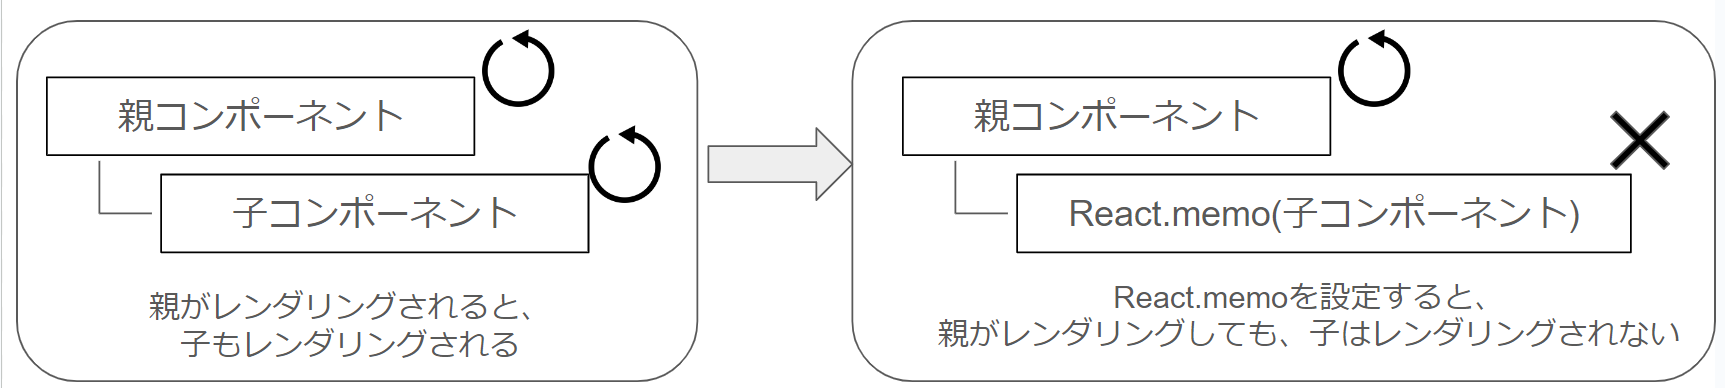 親コンポーネント
子コンポーネント
親がレンダリングされると、
子もレンダリングされる
親コンポーネント
React.memo(子コンポーネント)
React.memoを設定すると、
親がレンダリングしても、子はレンダリングされない